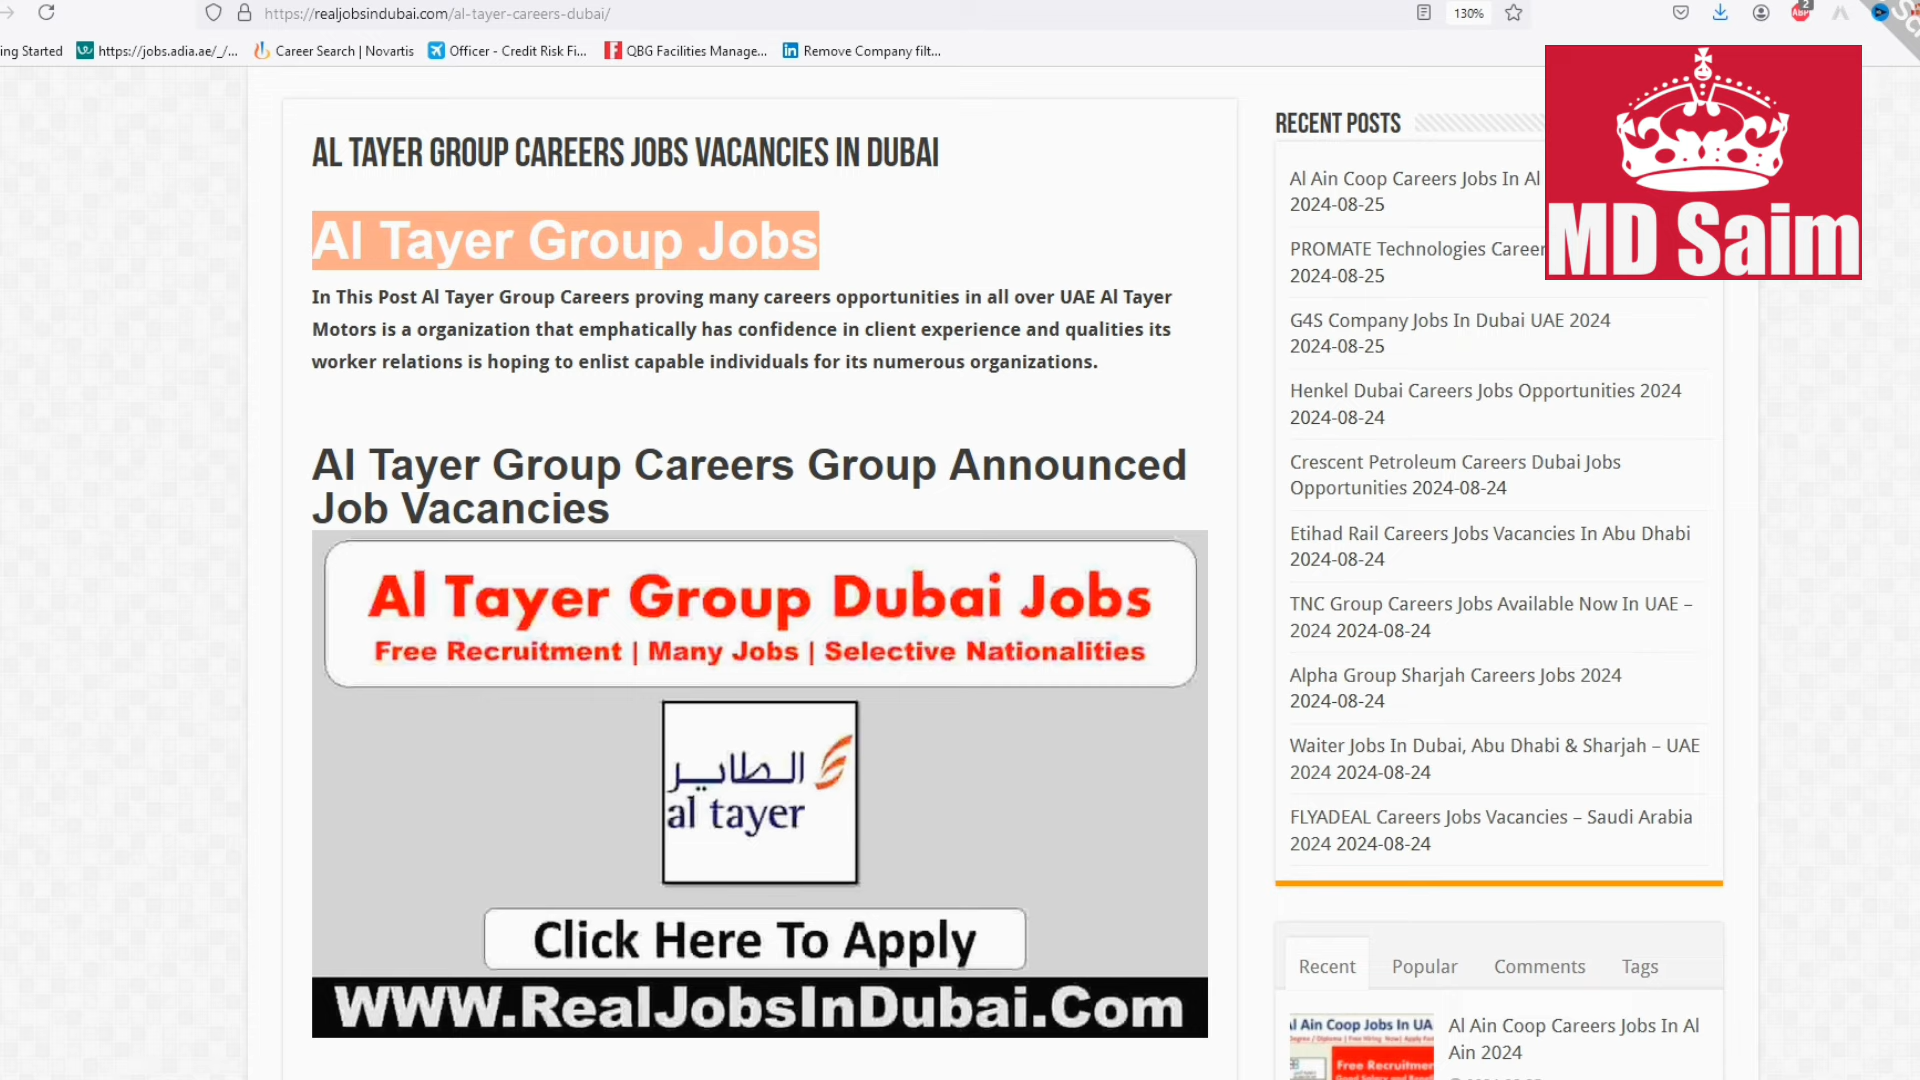 https://realjobsindubai.com/al-tayer-careers-dubai/
130%
2
ABP
ing Started
https://jobs.adia.ae/_/...
Career Search | Novartis
Officer - Credit Risk Fi...
QBG Facilities Manage...
Remove Company filt...
AL TAYER GROUP CAREERS JOBS VACANCIES IN DUBAI
Al Tayer Group Jobs
In This Post Al Tayer Group Careers proving many careers opportunities in all over UAE Al Tayer
Motors is a organization that emphatically has confidence in client experience and qualities its
worker relations is hoping to enlist capable individuals for its numerous organizations.
Al Tayer Group Careers Group Announced
Job Vacancies
Al Tayer Group Dubai Jobs
Free Recruitment | Many Jobs | Selective Nationalities
الطاير
al tayer
Click Here To Apply
WWW.RealJobsInDubai.Com
RECENT POSTS
Al Ain Coop Careers Jobs In Al
2024-08-25
PROMATE Technologies Career
2024-08-25
G4S Company Jobs In Dubai UAE 2024
2024-08-25
Henkel Dubai Careers Jobs Opportunities 2024
2024-08-24
Crescent Petroleum Careers Dubai Jobs
Opportunities 2024-08-24
Etihad Rail Careers Jobs Vacancies In Abu Dhabi
2024-08-24
TNC Group Careers Jobs Available Now In UAE –
2024 2024-08-24
Alpha Group Sharjah Careers Jobs 2024
2024-08-24
Waiter Jobs In Dubai, Abu Dhabi & Sharjah – UAE
2024 2024-08-24
FLYADEAL Careers Jobs Vacancies – Saudi Arabia
2024 2024-08-24
MD Saim
Recent Popular Comments Tags
Al Ain Coop Jobs In UA
Free Recruitmen
Al Ain Coop Careers Jobs In Al
Ain 2024